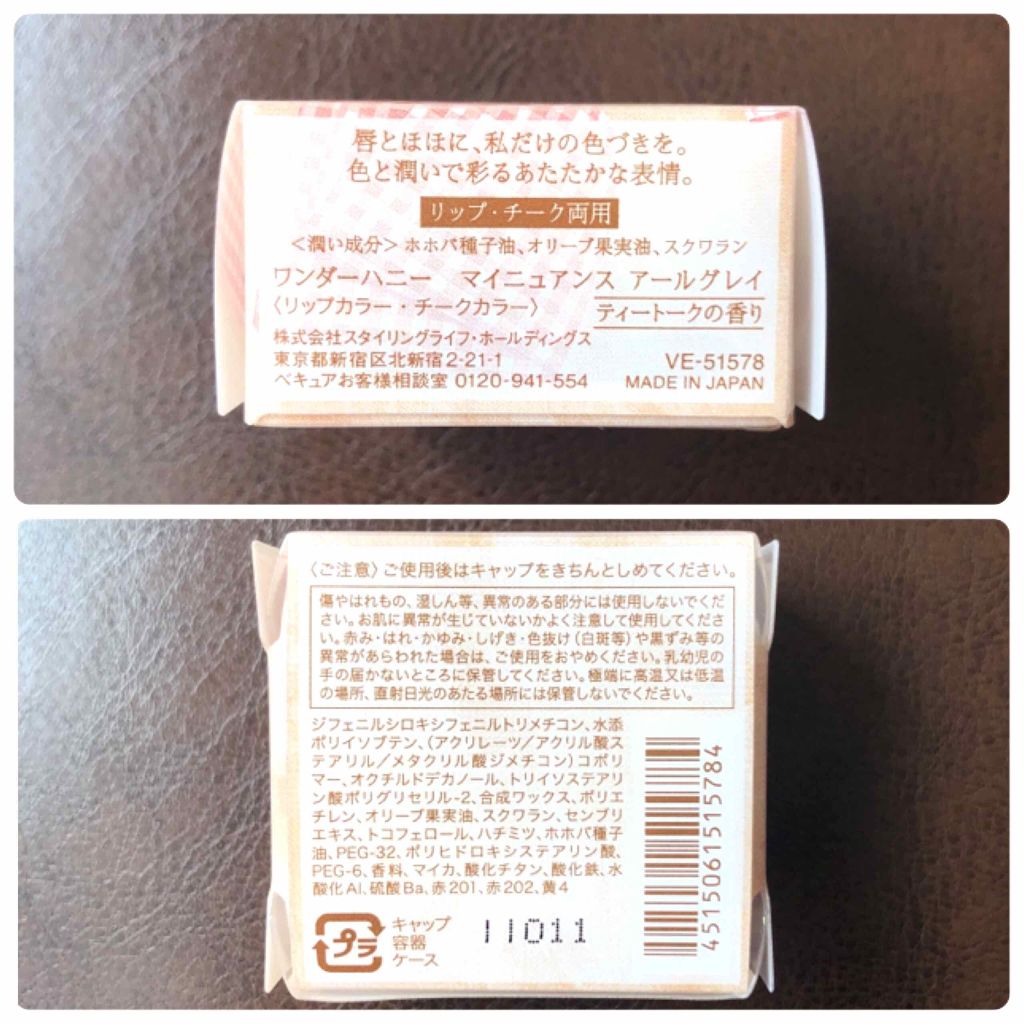 唇とほほに、私だけの色づきを。
色と潤いで彩るあたたかな表情。
リップ・チーク両用
＜潤い成分＞ホホバ種子油、オリーブ果実油、スクワラン
ワンダーハニー マイニュアンス アールグレイ
〈リップカラー・チークカラー〉
ティートークの香り
株式会社スタイリングライフ・ホールディングス
東京都新宿区北新宿2-21-1
VE-51578
ベキュアお客様相談室 0120-941-554
MADE IN JAPAN
〈ご注意〉ご使用後はキャップをきちんとしめてください。
傷やはれもの、湿しん等、異常のある部分には使用しないでくだ
さい。お肌に異常が生じていないかよく注意して使用してくださ
い。赤み・はれ・かゆみ・しげき・色抜け（白斑等）や黒ずみ等の
異常があらわれた場合は、ご使用をおやめください。乳幼児の
手の届かないところに保管してください。極端に高温又は低温
の場所、直射日光のあたる場所には保管しないでください。
ジフェニルシロキシフェニルトリメチコン、水添
ポリイソブテン、（アクリレーツ／アクリル酸ス
テアリル／メタクリル酸ジメチコン）コポリ
マー、オクチルドデカノール、トリイソステアリ
ン酸ポリグリセリル-2、合成ワックス、ポリエ
チレン、オリーブ果実油、スクワラン、センブリ
エキス、トコフェロール、ハチミツ、ホホバ種子
油、PEG-32、ポリヒドロキシステアリン酸、
PEG-6、香料、マイカ、酸化チタン、酸化鉄、水
酸化Al、硫酸Ba、赤201、赤202、黄4
4515061515784
プラ
キャップ
容器
ケース
11011